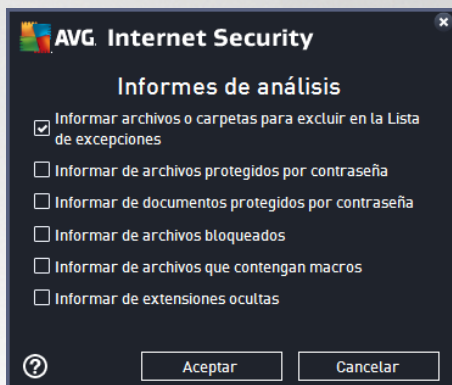 AVG Internet Security
Informes de análisis
Informar archivos o carpetas para excluir en la Lista
de excepciones
Informar de archivos protegidos por contraseña
Informar de documentos protegidos por contraseña
Informar de archivos bloqueados
Informar de archivos que contengan macros
Informar de extensiones ocultas
? Aceptar Cancelar